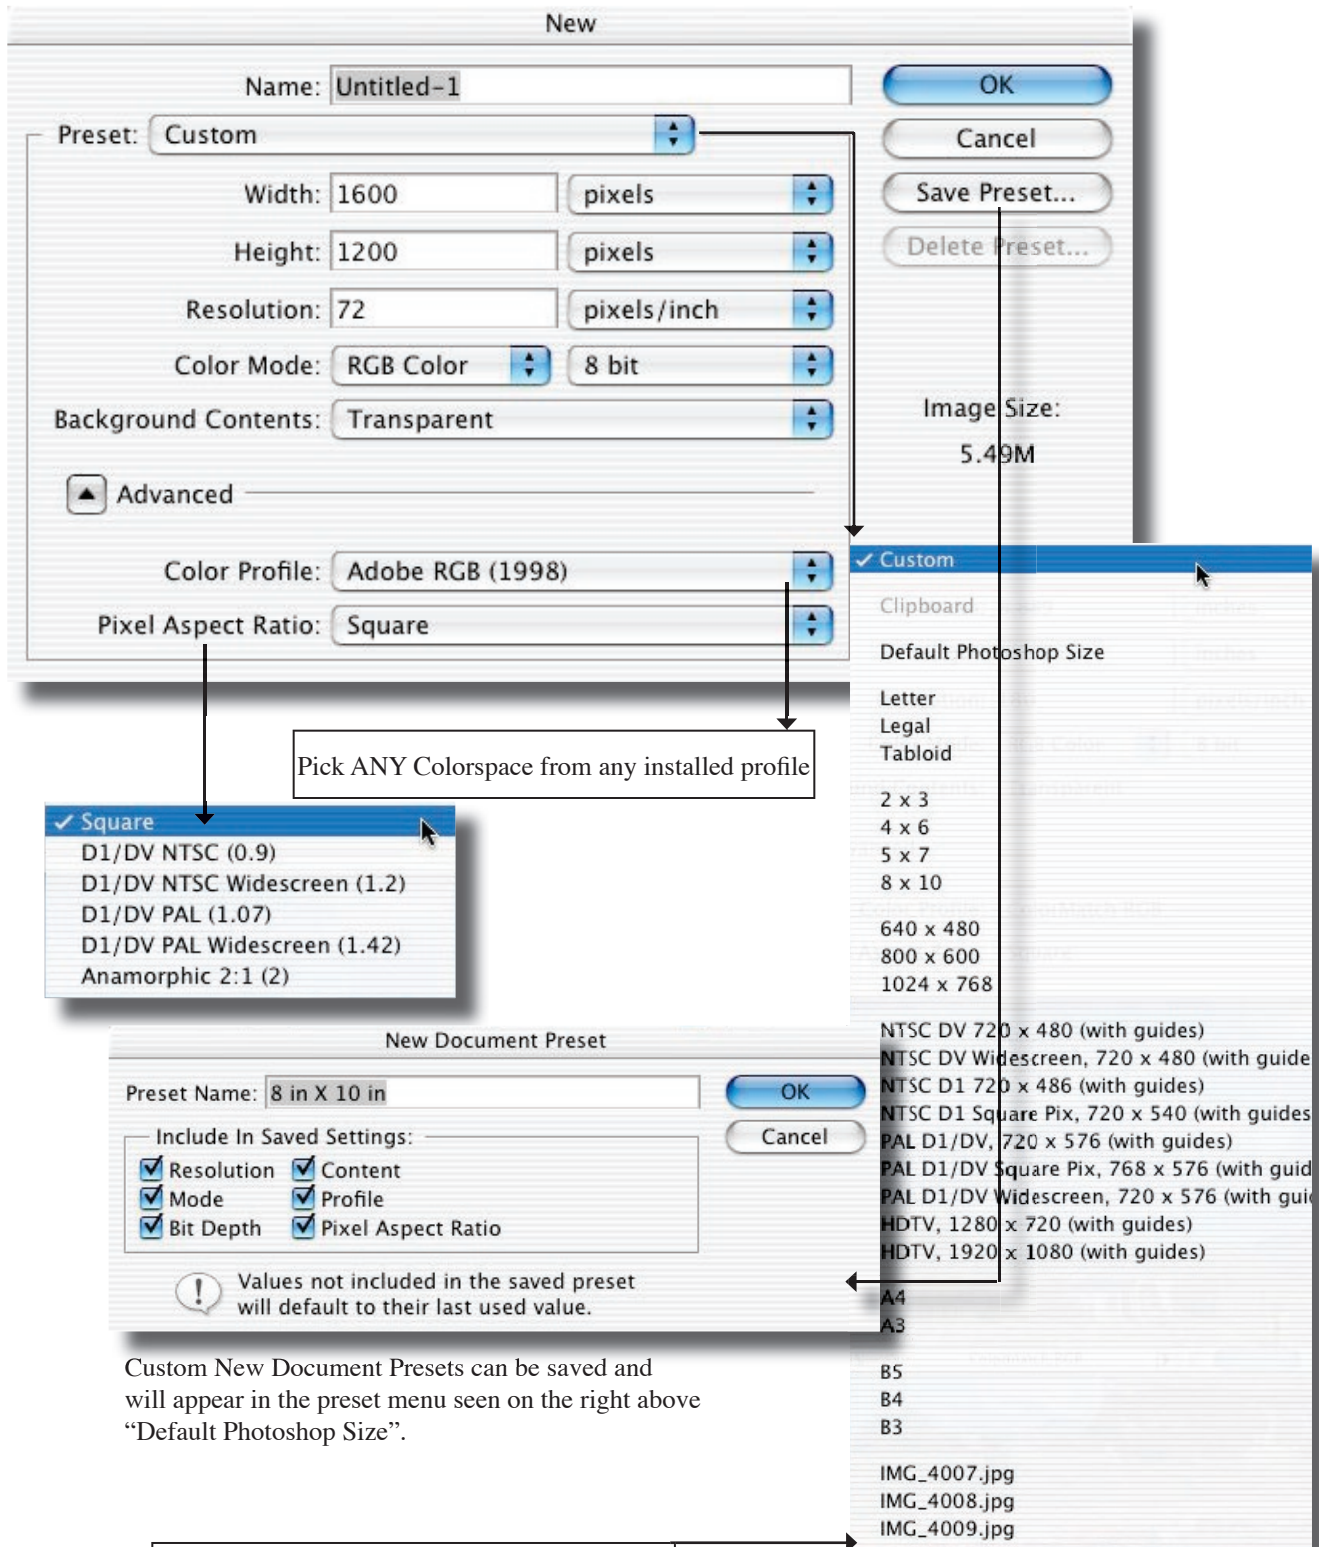 New
Name: Untitled-1
OK
Preset: Custom
Cancel
Width: 1600 pixels
Save Preset...
Height: 1200 pixels
Delete Preset...
Resolution: 72 pixels/inch
Color Mode: RGB Color 8 bit
Background Contents: Transparent
Image Size:
5.49M
Advanced
Color Profile: Adobe RGB (1998)
Pixel Aspect Ratio: Square
Pick ANY Colorspace from any installed profile
✓ Square
D1/DV NTSC (0.9)
D1/DV NTSC Widescreen (1.2)
D1/DV PAL (1.07)
D1/DV PAL Widescreen (1.42)
Anamorphic 2:1 (2)
✓ Custom
Clipboard
Default Photoshop Size
Letter
Legal
Tabloid
2 x 3
4 x 6
5 x 7
8 x 10
640 x 480
800 x 600
1024 x 768
NTSC DV 720 x 480 (with guides)
NTSC DV Widescreen, 720 x 480 (with guide
NTSC D1 720 x 486 (with guides)
NTSC D1 Square Pix, 720 x 540 (with guides
PAL D1/DV, 720 x 576 (with guides)
PAL D1/DV Square Pix, 768 x 576 (with guid
PAL D1/DV Widescreen, 720 x 576 (with gui
HDTV, 1280 x 720 (with guides)
HDTV, 1920 x 1080 (with guides)
A4
A3
B5
B4
B3
IMG_4007.jpg
IMG_4008.jpg
IMG_4009.jpg
New Document Preset
Preset Name: 8 in X 10 in
OK
Include In Saved Settings:
Cancel
Resolution Content
Mode Profile
Bit Depth Pixel Aspect Ratio
Values not included in the saved preset
will default to their last used value.
Custom New Document Presets can be saved and
will appear in the preset menu seen on the right above
“Default Photoshop Size”.